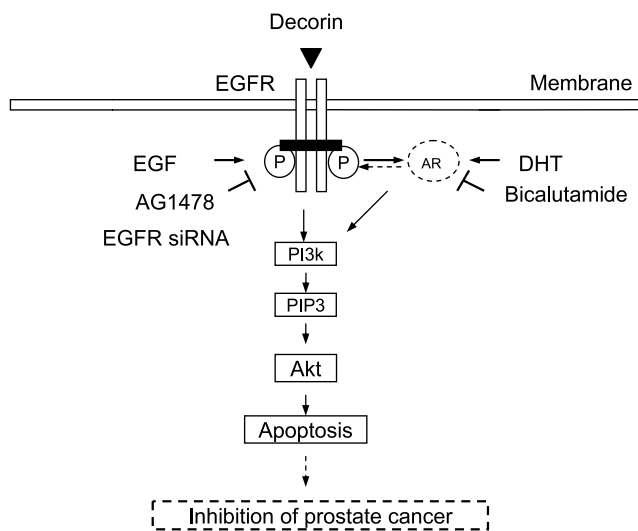 Decorin
EGFR
Membrane
EGF
P
P
AR
DHT
AG1478
Bicalutamide
EGFR siRNA
PI3k
PIP3
Akt
Apoptosis
Inhibition of prostate cancer